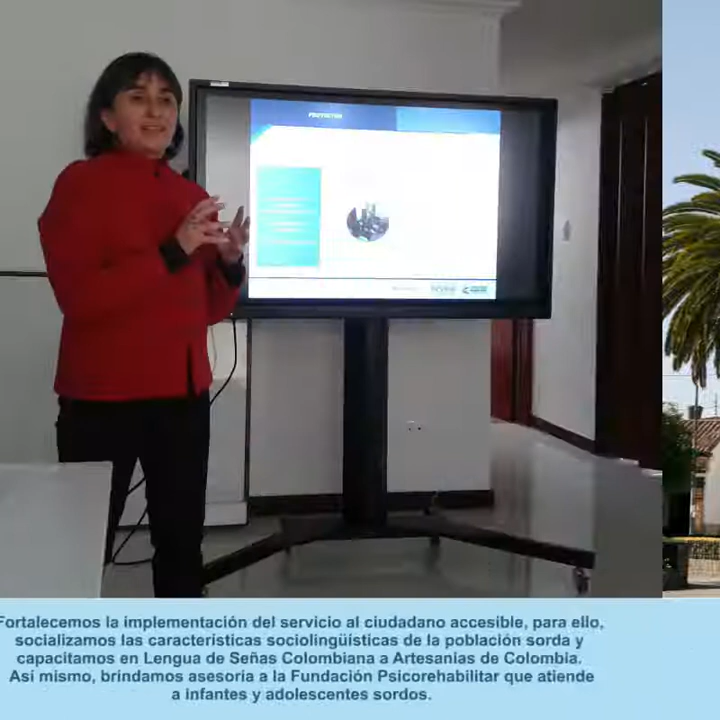 PROYECTOS
Fortalecemos la implementación del servicio al ciudadano accesible, para ello,
socializamos las características sociolingüísticas de la población sorda y
capacitamos en Lengua de Señas Colombiana a Artesanías de Colombia.
Así mismo, brindamos asesoría a la Fundación Psicorehabilitar que atiende
a infantes y adolescentes sordos.